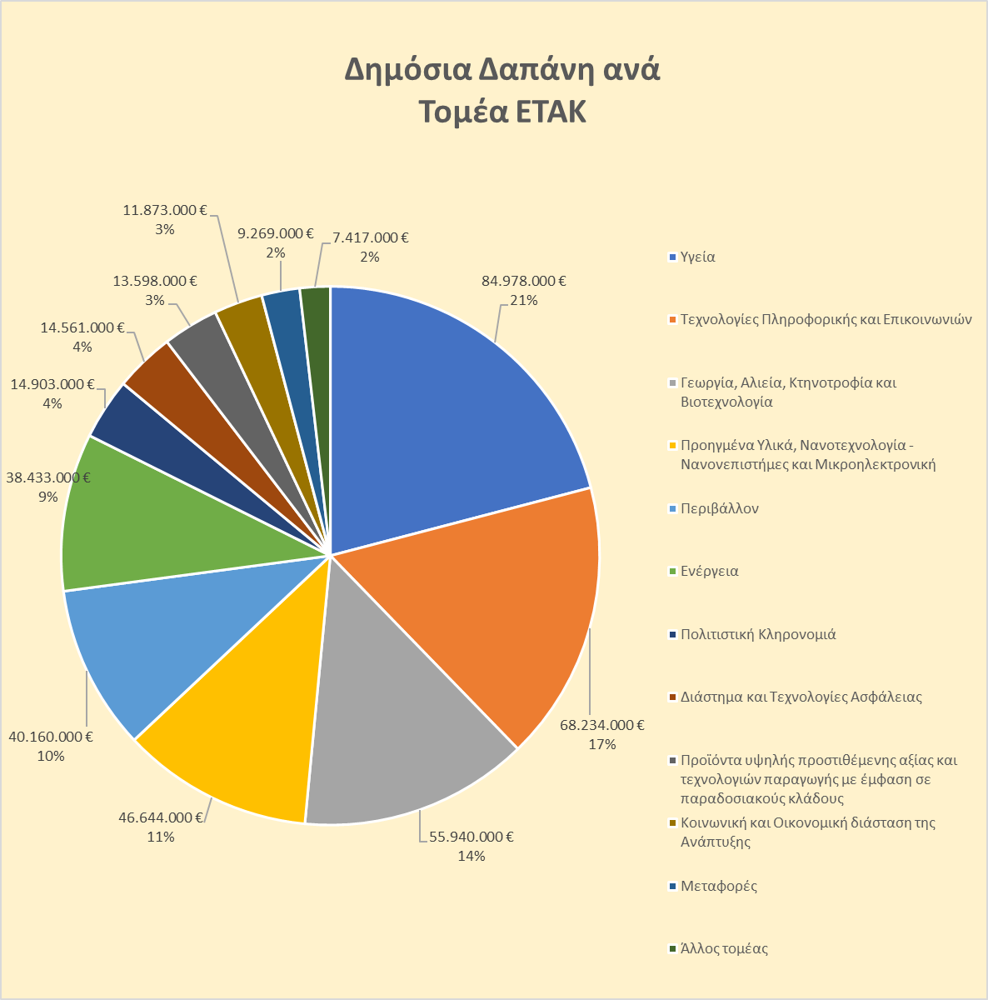 Δημόσια Δαπάνη ανά
Τομέα ΕΤΑΚ
11.873.000 €
3%
9.269.000 €
2%
7.417.000 €
2%
13.598.000 €
3%
84.978.000 €
21%
14.561.000 €
4%
14.903.000 €
4%
38.433.000 €
9%
40.160.000 €
10%
68.234.000 €
17%
46.644.000 €
11%
55.940.000 €
14%
Υγεία
Τεχνολογίες Πληροφορικής και Επικοινωνιών
Γεωργία, Αλιεία, Κτηνοτροφία και
Βιοτεχνολογία
Προηγμένα Υλικά, Νανοτεχνολογία -
Νανονεπιστήμες και Μικροηλεκτρονική
Περιβάλλον
Ενέργεια
Πολιτιστική Κληρονομιά
Διάστημα και Τεχνολογίες Ασφάλειας
Προϊόντα υψηλής προστιθέμενης αξίας και
τεχνολογιών παραγωγής με έμφαση σε
παραδοσιακούς κλάδους
Κοινωνική και Οικονομική διάσταση της
Ανάπτυξης
Μεταφορές
Άλλος τομέας